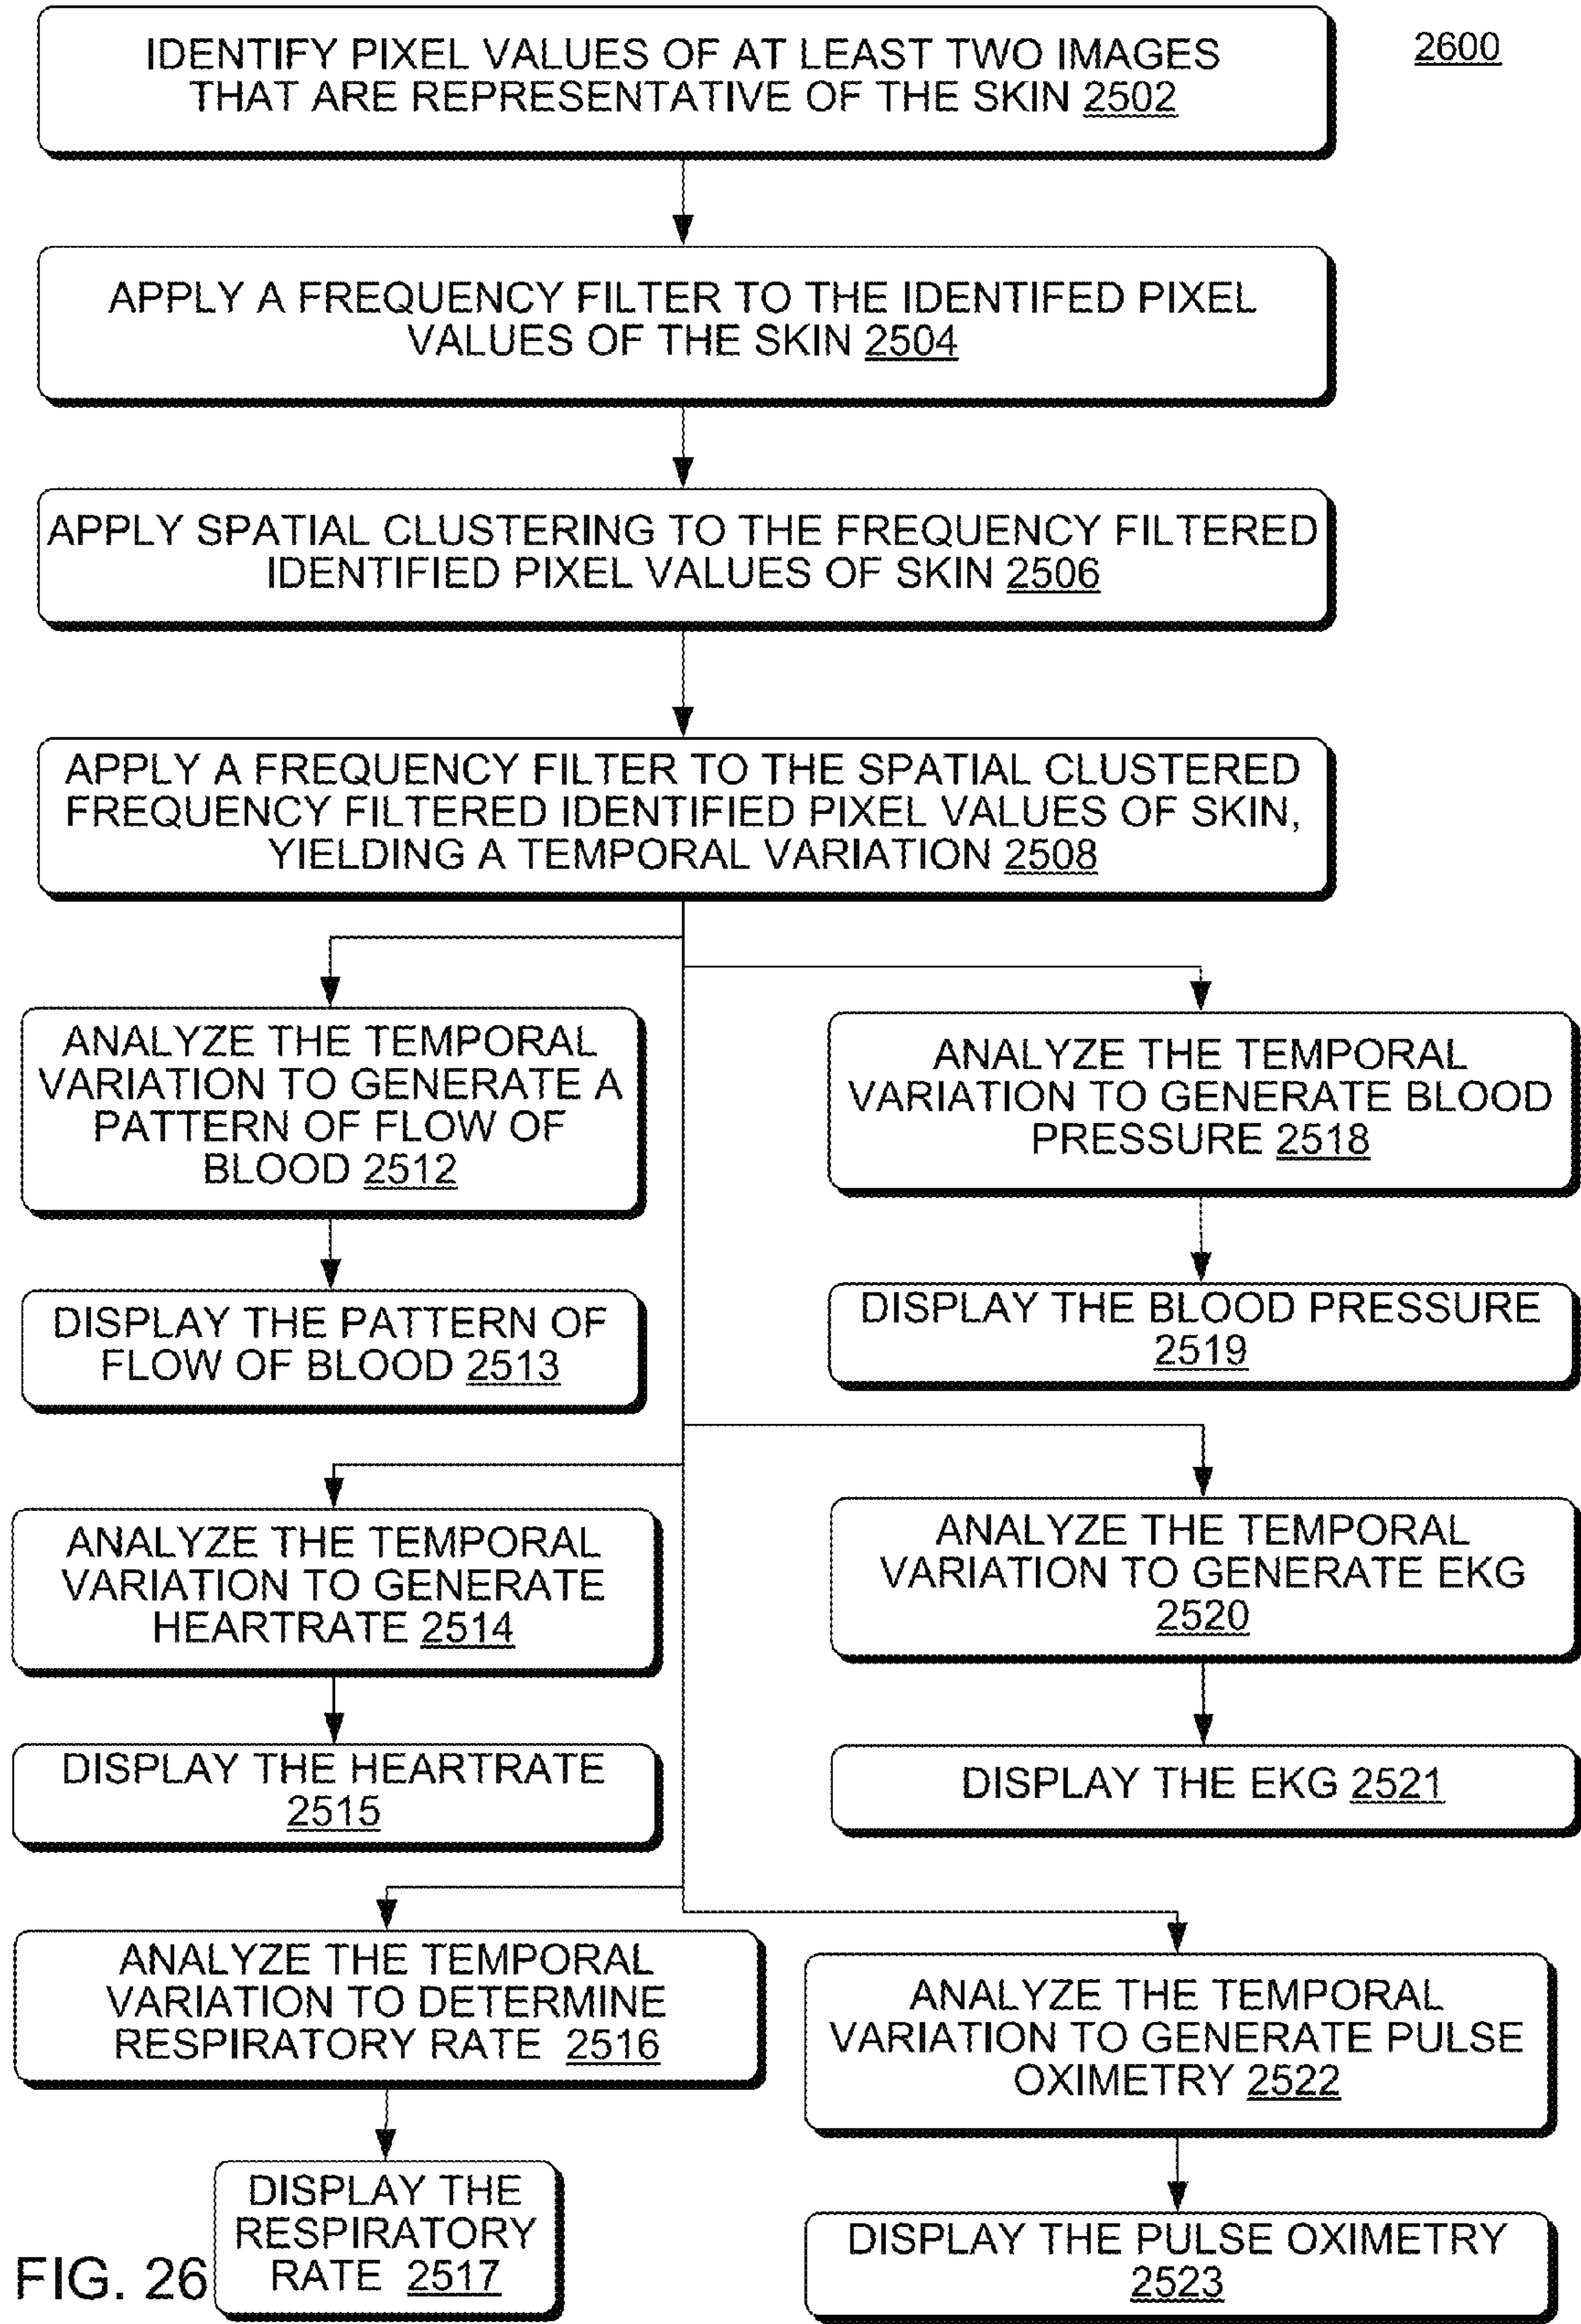 2600
IDENTIFY PIXEL VALUES OF AT LEAST TWO IMAGES
THAT ARE REPRESENTATIVE OF THE SKIN 2502
APPLY A FREQUENCY FILTER TO THE IDENTIFED PIXEL
VALUES OF THE SKIN 2504
APPLY SPATIAL CLUSTERING TO THE FREQUENCY FILTERED
IDENTIFIED PIXEL VALUES OF SKIN 2506
APPLY A FREQUENCY FILTER TO THE SPATIAL CLUSTERED
FREQUENCY FILTERED IDENTIFIED PIXEL VALUES OF SKIN,
YIELDING A TEMPORAL VARIATION 2508
ANALYZE THE TEMPORAL
VARIATION TO GENERATE A
PATTERN OF FLOW OF
BLOOD 2512
ANALYZE THE TEMPORAL
VARIATION TO GENERATE BLOOD
PRESSURE 2518
DISPLAY THE PATTERN OF
FLOW OF BLOOD 2513
DISPLAY THE BLOOD PRESSURE
2519
ANALYZE THE TEMPORAL
VARIATION TO GENERATE
HEARTRATE 2514
ANALYZE THE TEMPORAL
VARIATION TO GENERATE EKG
2520
DISPLAY THE HEARTRATE
2515
DISPLAY THE EKG 2521
ANALYZE THE TEMPORAL
VARIATION TO DETERMINE
RESPIRATORY RATE 2516
ANALYZE THE TEMPORAL
VARIATION TO GENERATE PULSE
OXIMETRY 2522
DISPLAY THE
RESPIRATORY
RATE 2517
DISPLAY THE PULSE OXIMETRY
2523
FIG. 26